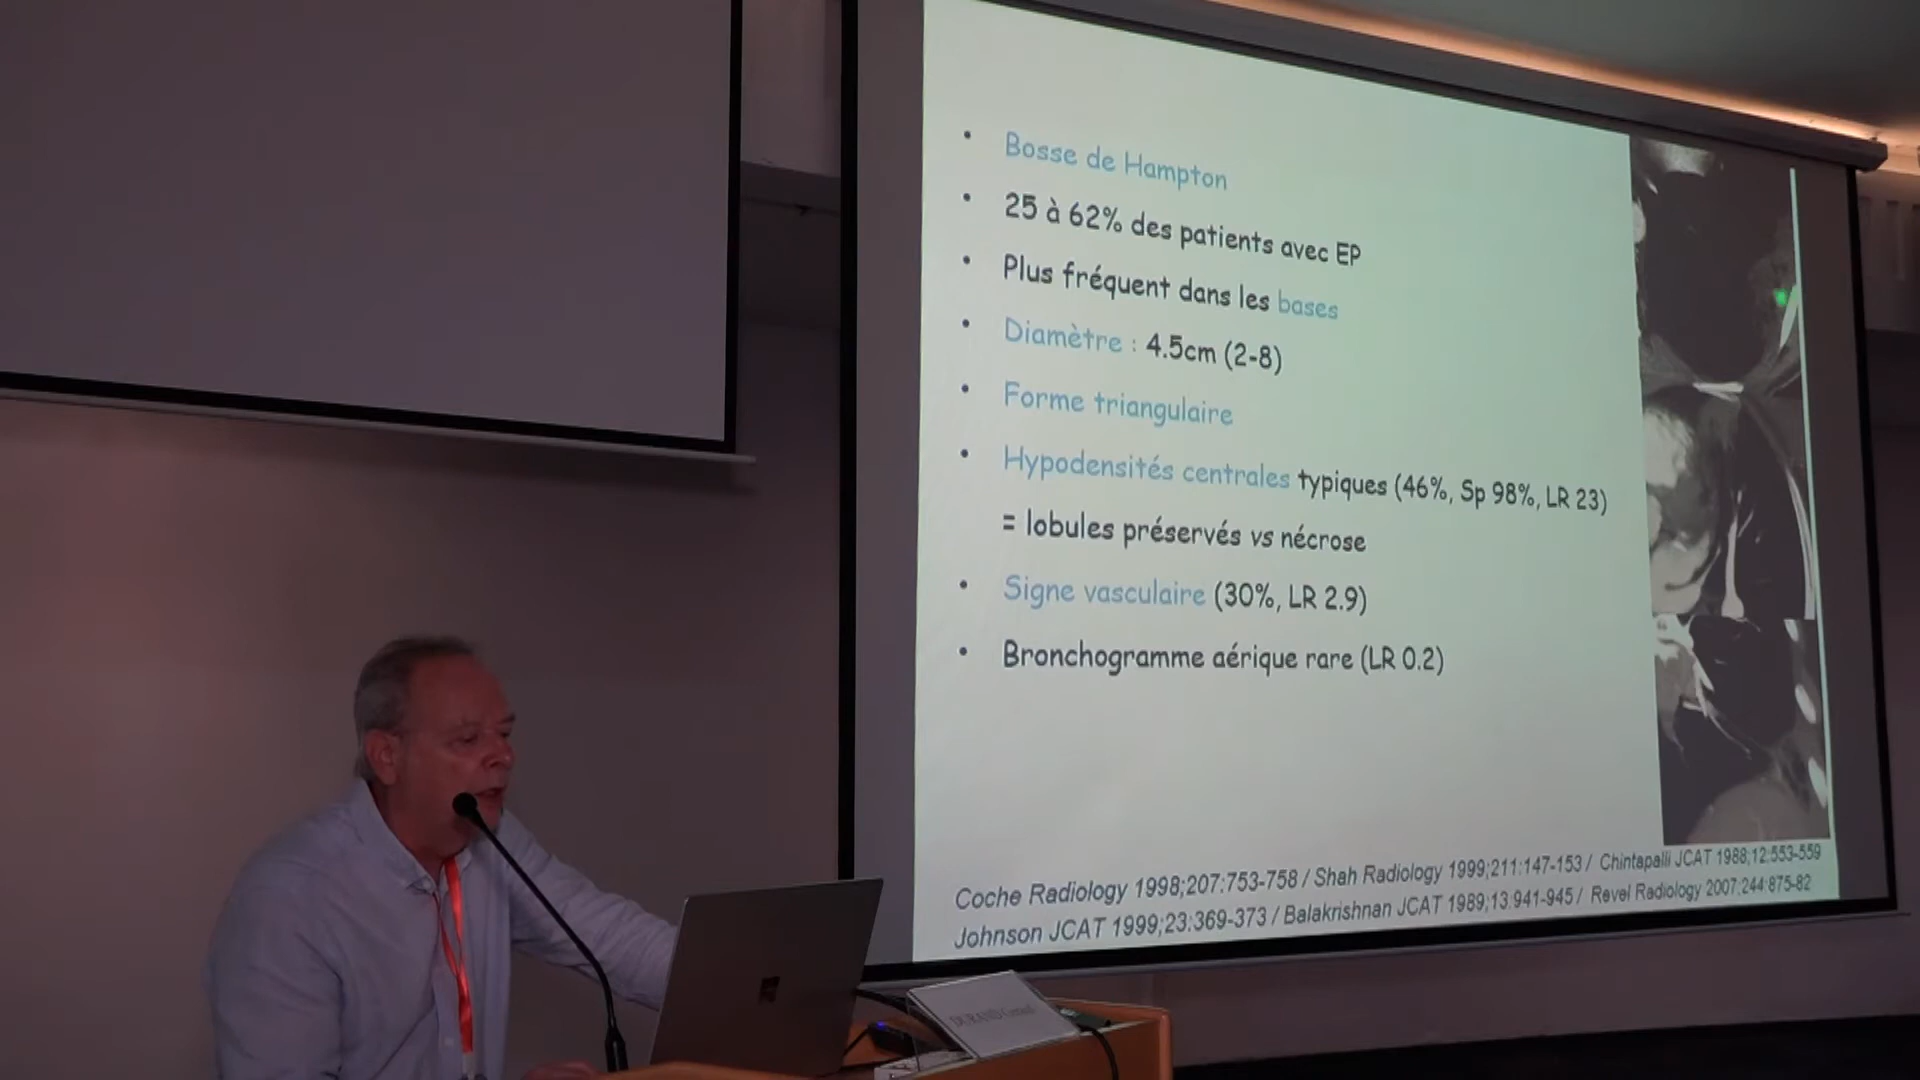 Bosse de Hampton
25 à 62% des patients avec EP
Plus fréquent dans les bases
Diamètre : 4.5cm (2-8)
Forme triangulaire
Hypodensités centrales typiques (46%, Sp 98%, LR 23)
= lobules préservés vs nécrose
Signe vasculaire (30%, LR 2.9)
Bronchogramme aérique rare (LR 0.2)
Coche Radiology 1998;207:753-758 / Shah Radiology 1999;211:147-153 / Chintapalli JCAT 1988;12:553-559
Johnson JCAT 1999;23:369-373 / Balakrishnan JCAT 1989;13:941-945 / Revel Radiology 2007;244:875-82
DURAND